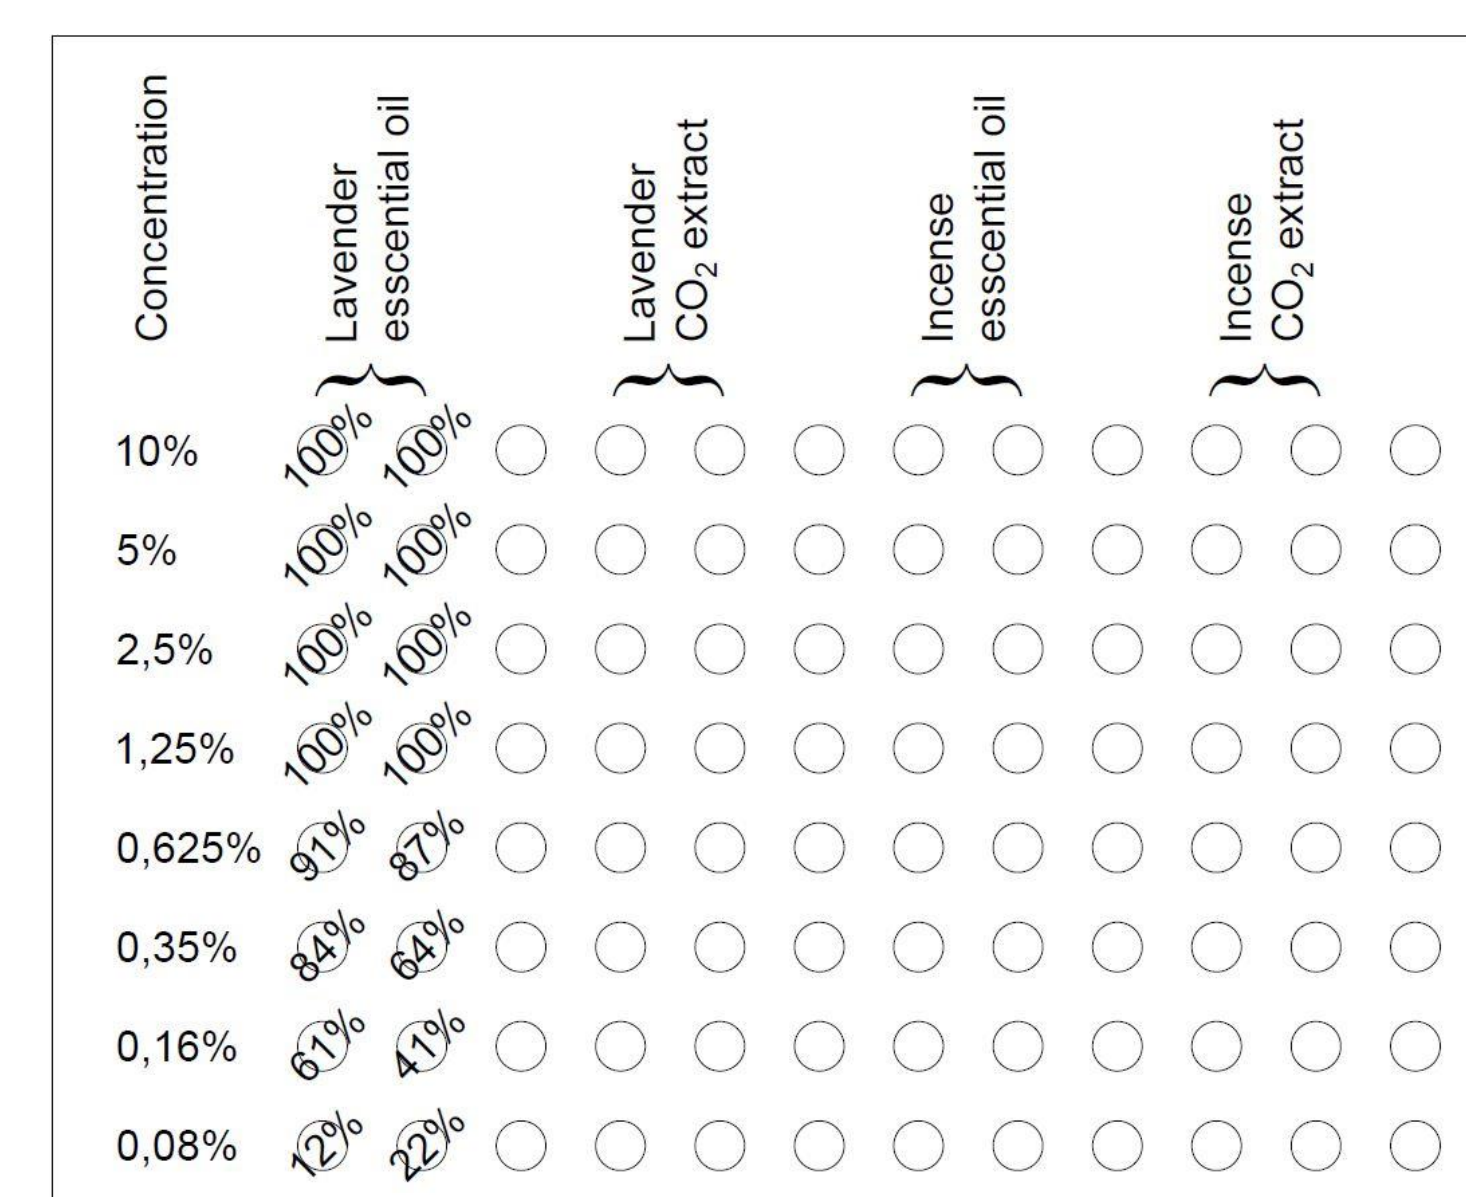 Concentration
Lavender
esscential oil
Lavender
CO₂ extract
Incense
esscential oil
Incense
CO₂ extract
10% 100% 100%
5% 100% 100%
2,5% 100% 100%
1,25% 100% 100%
0,625% 91% 87%
0,35% 84% 64%
0,16% 61% 41%
0,08% 12% 22%